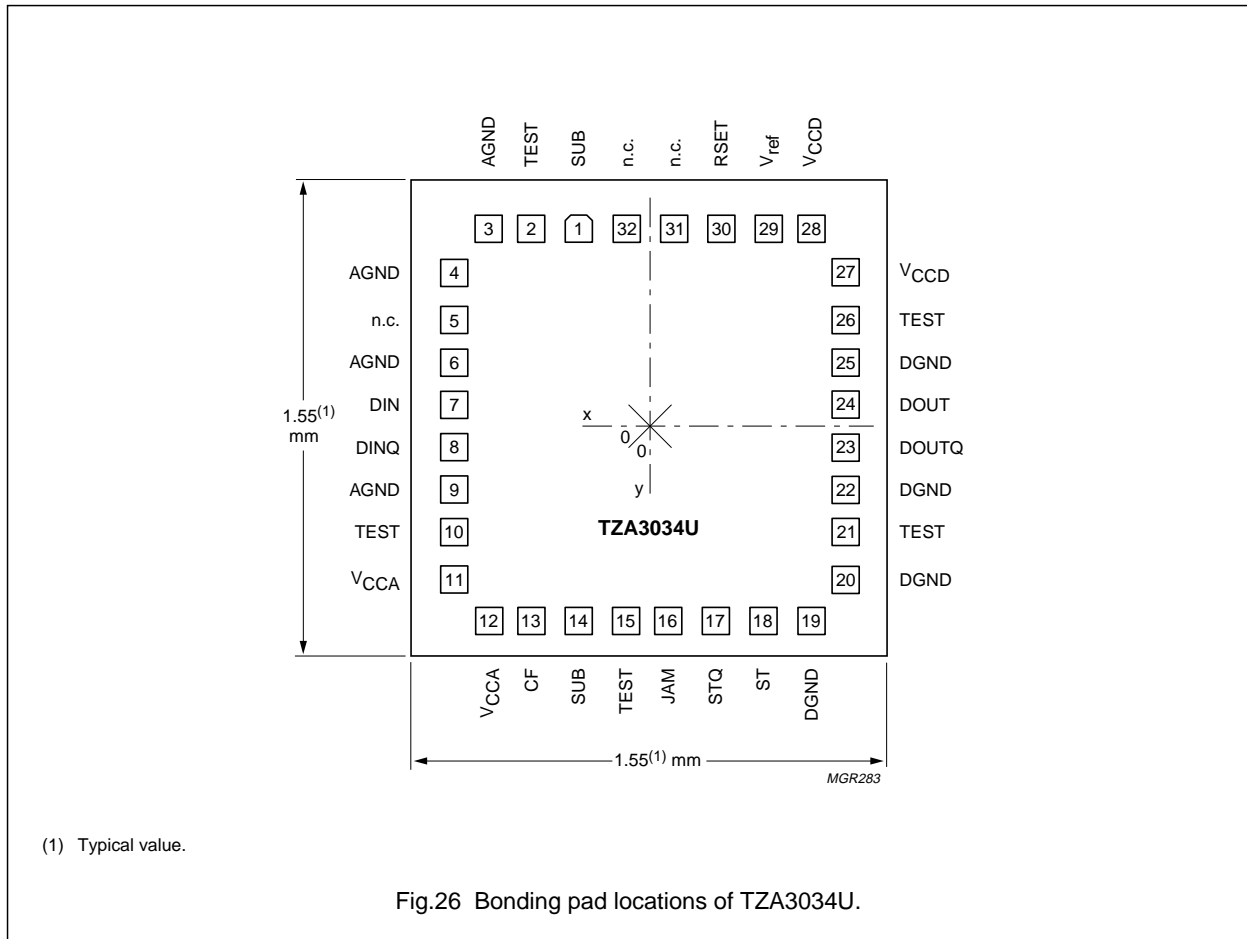 AGND TEST SUB n.c. n.c. RSET Vref VCCD
3 2 1 32 31 30 29 28
AGND 4 27 VCCD
n.c. 5 26 TEST
AGND 6 25 DGND
DIN 7 24 DOUT
1.55(1)
mm
x
0
0
y
DINQ 8 23 DOUTQ
AGND 9 22 DGND
TEST 10 TZA3034U 21 TEST
VCCA 11 20 DGND
12 13 14 15 16 17 18 19
VCCA CF SUB TEST JAM STQ ST DGND
1.55(1) mm
MGR283
(1) Typical value.
Fig.26 Bonding pad locations of TZA3034U.